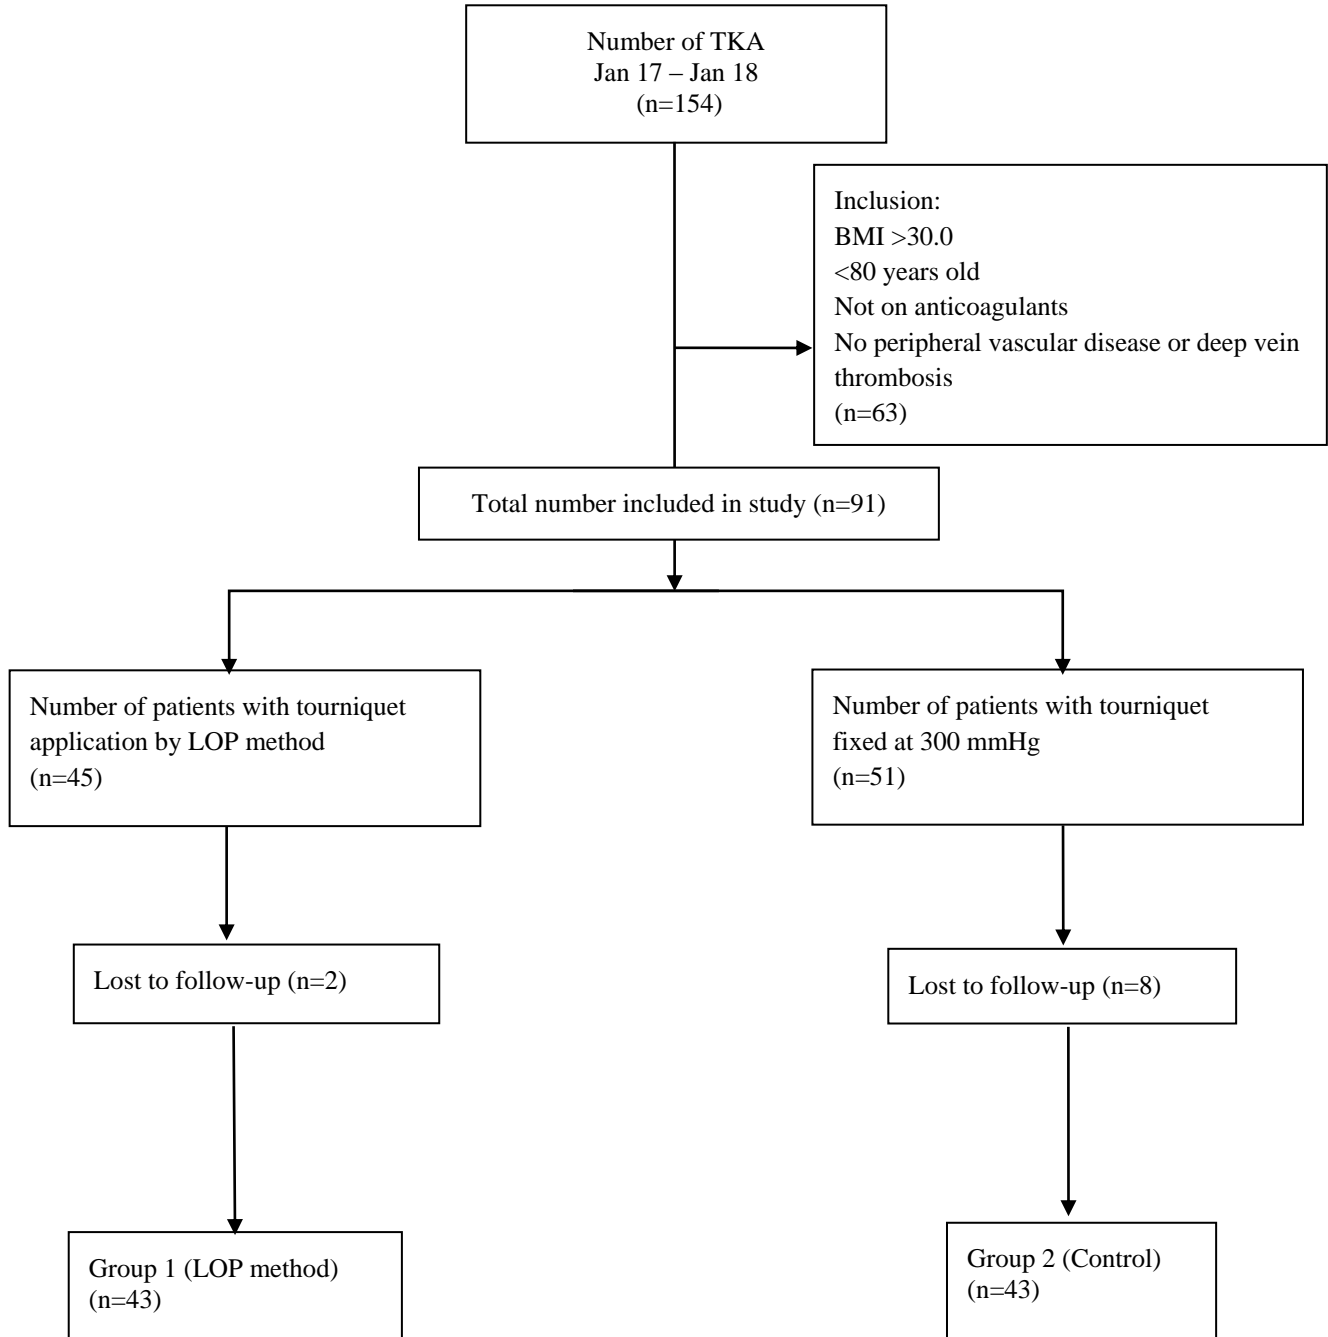 Number of TKA
Jan 17 – Jan 18
(n=154)
Inclusion:
BMI >30.0
<80 years old
Not on anticoagulants
No peripheral vascular disease or deep vein
thrombosis
(n=63)
Total number included in study (n=91)
Number of patients with tourniquet
application by LOP method
(n=45)
Number of patients with tourniquet
fixed at 300 mmHg
(n=51)
Lost to follow-up (n=2)
Lost to follow-up (n=8)
Group 1 (LOP method)
(n=43)
Group 2 (Control)
(n=43)